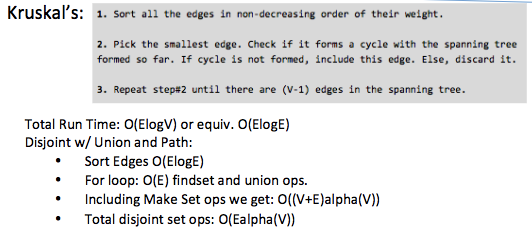 Kruskal's:
1. Sort all the edges in non-decreasing order of their weight.
2. Pick the smallest edge. Check if it forms a cycle with the spanning tree
formed so far. If cycle is not formed, include this edge. Else, discard it.
3. Repeat step#2 until there are (V-1) edges in the spanning tree.
Total Run Time: O(ElogV) or equiv. O(ElogE)
Disjoint w/ Union and Path:
• Sort Edges O(ElogE)
• For loop: O(E) findset and union ops.
• Including Make Set ops we get: O((V+E)alpha(V))
• Total disjoint set ops: O(Ealpha(V))